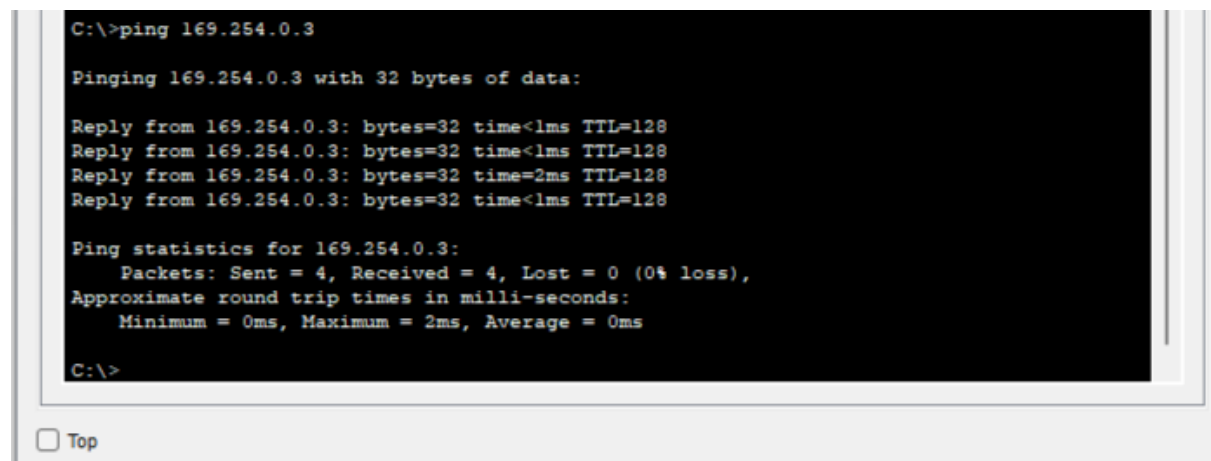 C:\>ping 169.254.0.3
Pinging 169.254.0.3 with 32 bytes of data:
Reply from 169.254.0.3: bytes=32 time<1ms TTL=128
Reply from 169.254.0.3: bytes=32 time<1ms TTL=128
Reply from 169.254.0.3: bytes=32 time=2ms TTL=128
Reply from 169.254.0.3: bytes=32 time<1ms TTL=128
Ping statistics for 169.254.0.3:
Packets: Sent = 4, Received = 4, Lost = 0 (0% loss),
Approximate round trip times in milli-seconds:
Minimum = 0ms, Maximum = 2ms, Average = 0ms
C:\>
Top